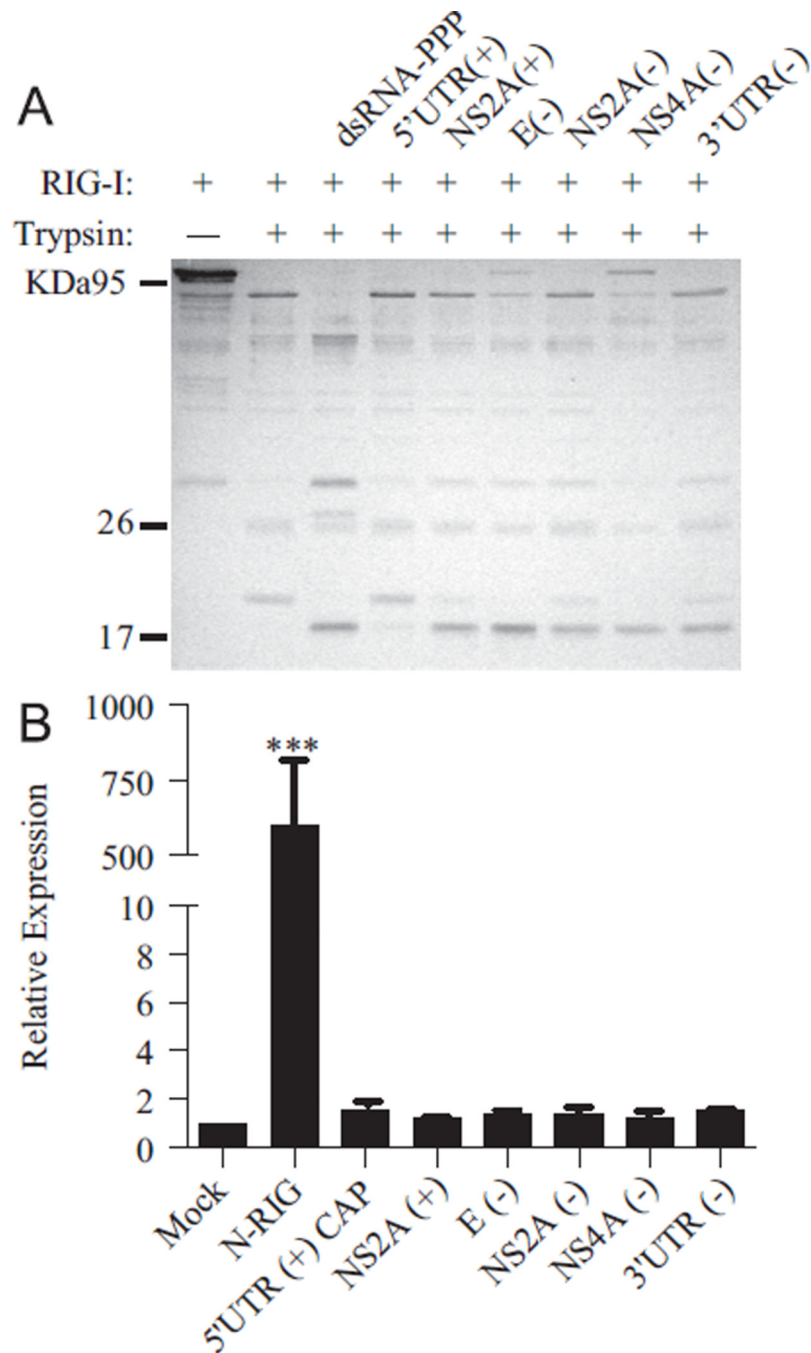 A
dsRNA-PPP
5'UTR(+)
NS2A(+)
E(-)
NS2A(-)
NS4A(-)
3'UTR(-)
RIG-I: + + + + + + + + +
Trypsin: — + + + + + + + +
KDa95
26
17
B
1000
750
500
10
8
6
4
2
0
Relative Expression
***
Mock
N-RIG
5'UTR (+) CAP
NS2A (+)
E (-)
NS2A (-)
NS4A (-)
3'UTR (-)